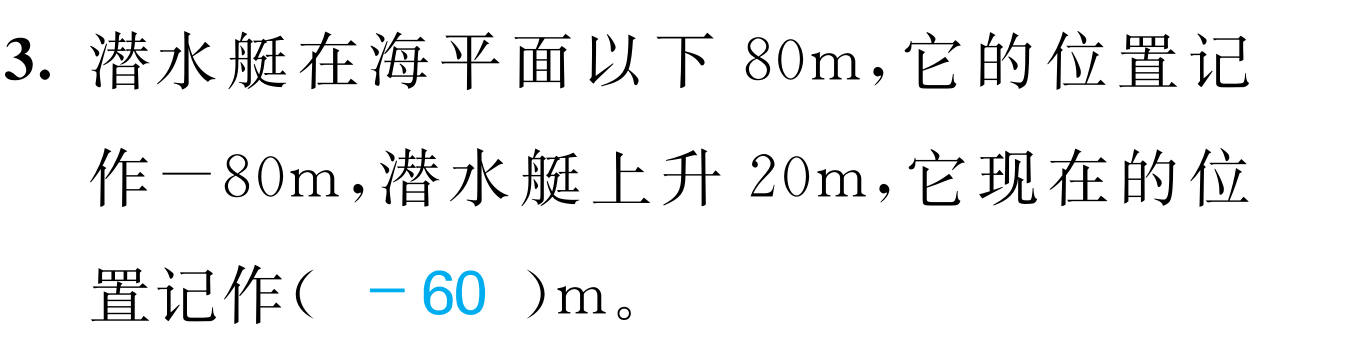 3. 潜水艇在海平面以下 80m,它的位置记
作－80m,潜水艇上升 20m,它现在的位
置记作( －60 )m。